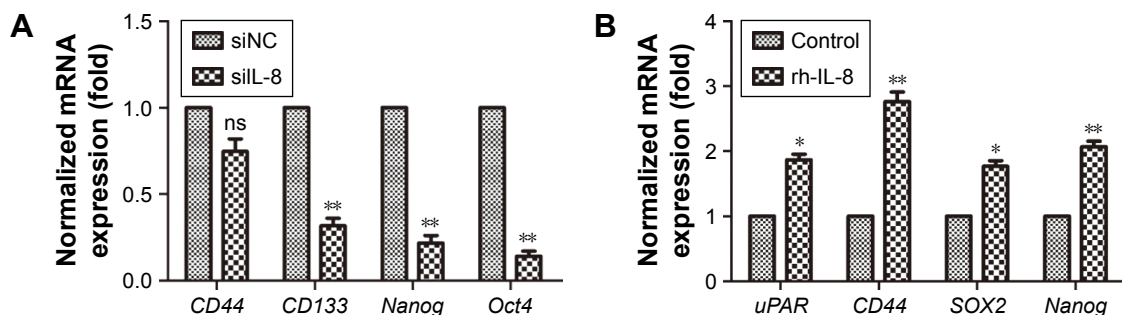 A
Normalized mRNA
expression (fold)
1.5
1.0
0.5
0.0
siNC
siIL-8
ns
**
**
**
CD44
CD133
Nanog
Oct4
B
Normalized mRNA
expression (fold)
4
3
2
1
0
Control
rh-IL-8
*
**
*
**
uPAR
CD44
SOX2
Nanog